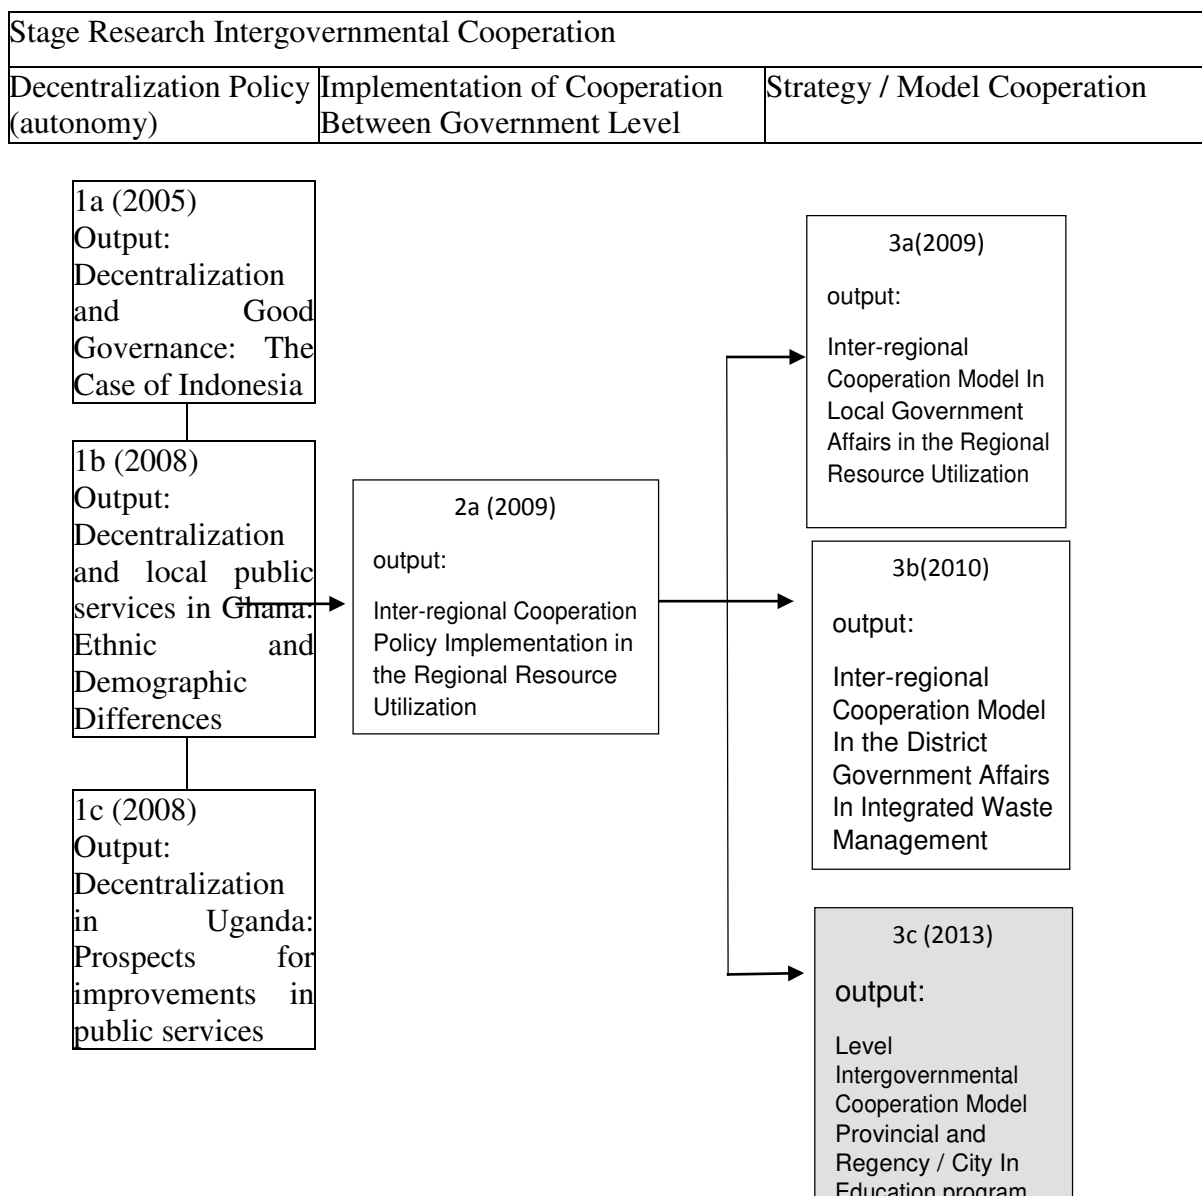 Stage Research Intergovernmental Cooperation
Decentralization Policy
(autonomy)
Implementation of Cooperation
Between Government Level
Strategy / Model Cooperation
1a (2005)
Output:
Decentralization
and Good
Governance: The
Case of Indonesia
1b (2008)
Output:
Decentralization
and local public
services in Ghana:
Ethnic and
Demographic
Differences
1c (2008)
Output:
Decentralization
in Uganda:
Prospects for
improvements in
public services
2a (2009)
output:
Inter-regional Cooperation
Policy Implementation in
the Regional Resource
Utilization
3a(2009)
output:
Inter-regional
Cooperation Model In
Local Government
Affairs in the Regional
Resource Utilization
3b(2010)
output:
Inter-regional
Cooperation Model
In the District
Government Affairs
In Integrated Waste
Management
3c (2013)
output:
Level
Intergovernmental
Cooperation Model
Provincial and
Regency / City In
Education program